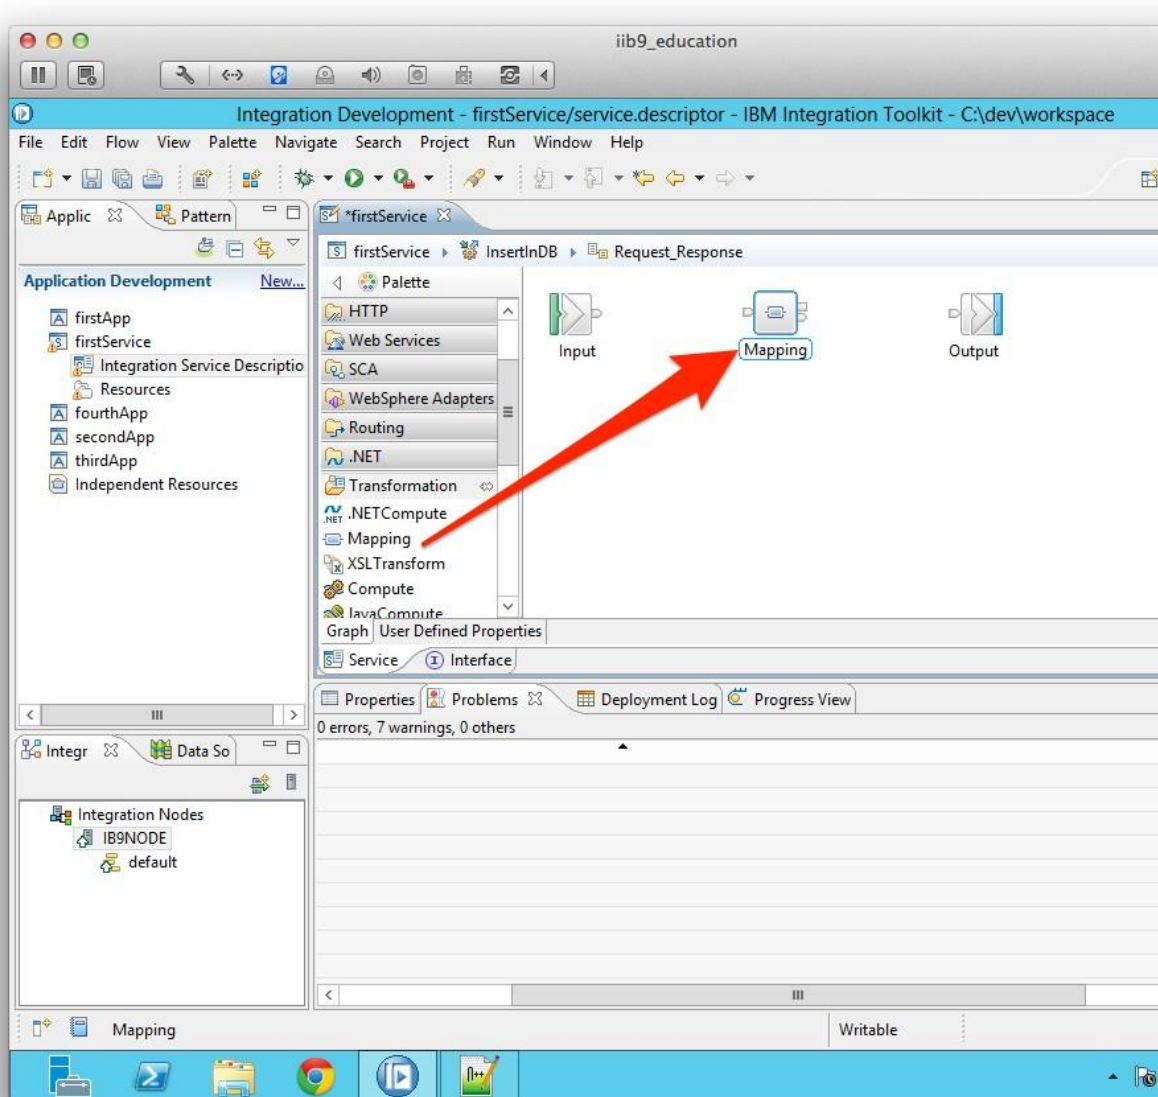 iib9_education
Integration Development - firstService/service.descriptor - IBM Integration Toolkit - C:\dev\workspace
File Edit Flow View Palette Navigate Search Project Run Window Help
Applic Pattern
*firstService
firstService InsertInDB Request_Response
Application Development New...
firstApp
firstService
Integration Service Descriptio
Resources
fourthApp
secondApp
thirdApp
Independent Resources
Palette
HTTP
Web Services
SCA
WebSphere Adapters
Routing
.NET
Transformation
.NETCompute
Mapping
XSLTransform
Compute
JavaCompute
Input
Mapping
Output
Graph User Defined Properties
Service Interface
Properties Problems Deployment Log Progress View
0 errors, 7 warnings, 0 others
Integr Data So
Integration Nodes
IB9NODE
default
Mapping
Writable